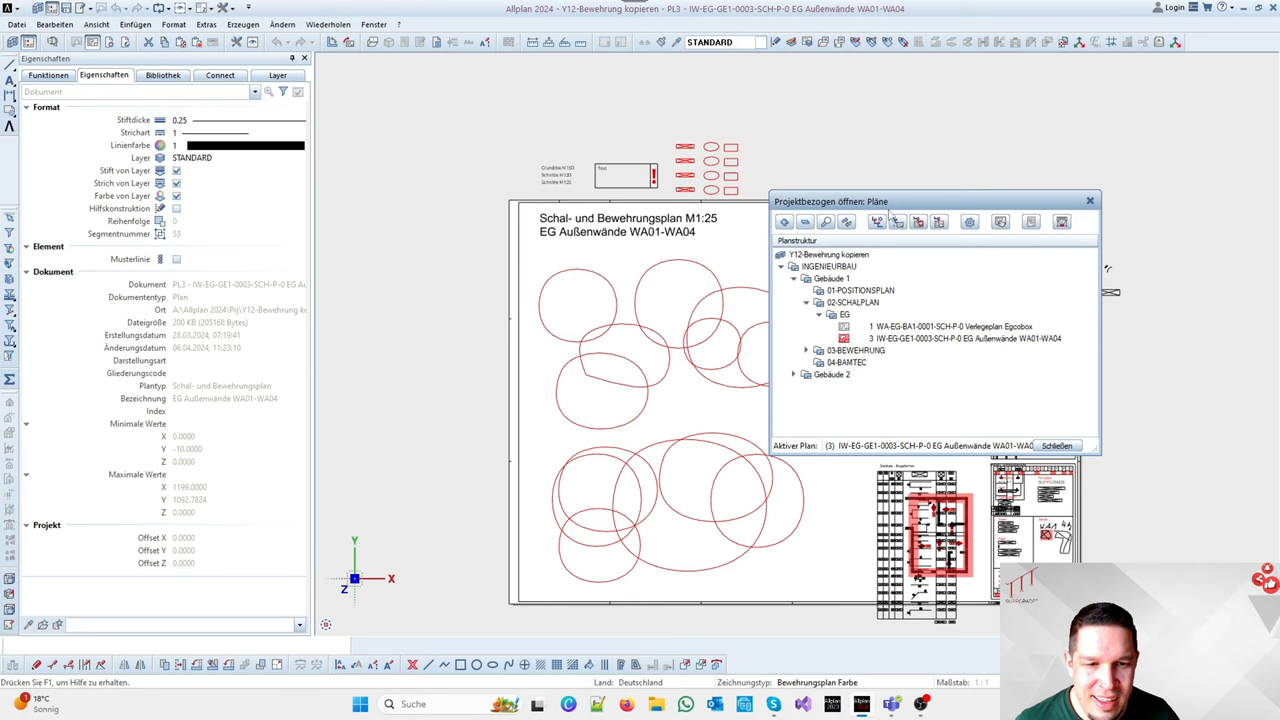 Allplan 2024 - Y12-Bewehrung kopieren - PL3 - IW-EG-GE1-0003-SCH-P-0 EG Außenwände WA01-WA04
Login
Datei Bearbeiten Ansicht Einfügen Format Extras Erzeugen Ändern Wiederholen Fenster
STANDARD
Eigenschaften
Funktionen Eigenschaften Bibliothek Connect Layer
Dokument
Format
Stiftdicke 0.25
Strichart 1
Linienfarbe 1
Layer STANDARD
Stift von Layer
Strich von Layer
Farbe von Layer
Hilfskonstruktion
Reihenfolge 0
Segmentnummer 53
Element
Musterlinie
Dokument
Dokument PL3 - IW-EG-GE1-0003-SCH-P-0 EG Au
Dokumententyp Plan
Ort A:\Allplan 2024\Prj\Y12-Bewehrung ko
Dateigröße 200 KB (205168 Bytes)
Erstellungsdatum 28.03.2024, 07:19:41
Änderungsdatum 06.04.2024, 11:23:10
Darstellungsart
Gliederungscode
Plantyp Schal- und Bewehrungsplan
Bezeichnung EG Außenwände WA01-WA04
Index
Minimale Werte
X 0.0000
Y -10.0000
Z 0.0000
Maximale Werte
X 1199.0000
Y 1092.7824
Z 0.0000
Projekt
Offset X 0.0000
Offset Y 0.0000
Offset Z 0.0000
Schal- und Bewehrungsplan M1:25
EG Außenwände WA01-WA04
Y
X
Z
Projektbezogen öffnen: Pläne
Planstruktur
Y12-Bewehrung kopieren
INGENIEURBAU
Gebäude 1
01-POSITIONSPLAN
02-SCHALPLAN
EG
1 WA-EG-BA1-0001-SCH-P-0 Verlegeplan Egcobox
3 IW-EG-GE1-0003-SCH-P-0 EG Außenwände WA01-WA04
03-BEWEHRUNG
04-BAMTEC
Gebäude 2
Aktiver Plan: (3) IW-EG-GE1-0003-SCH-P-0 EG Außenwände WA01-WA0
Schließen
Drücken Sie F1, um Hilfe zu erhalten.
Land: Deutschland
Zeichnungstyp: Bewehrungsplan Farbe
Maßstab: 1 : 1
18°C
Sonnig
Suche